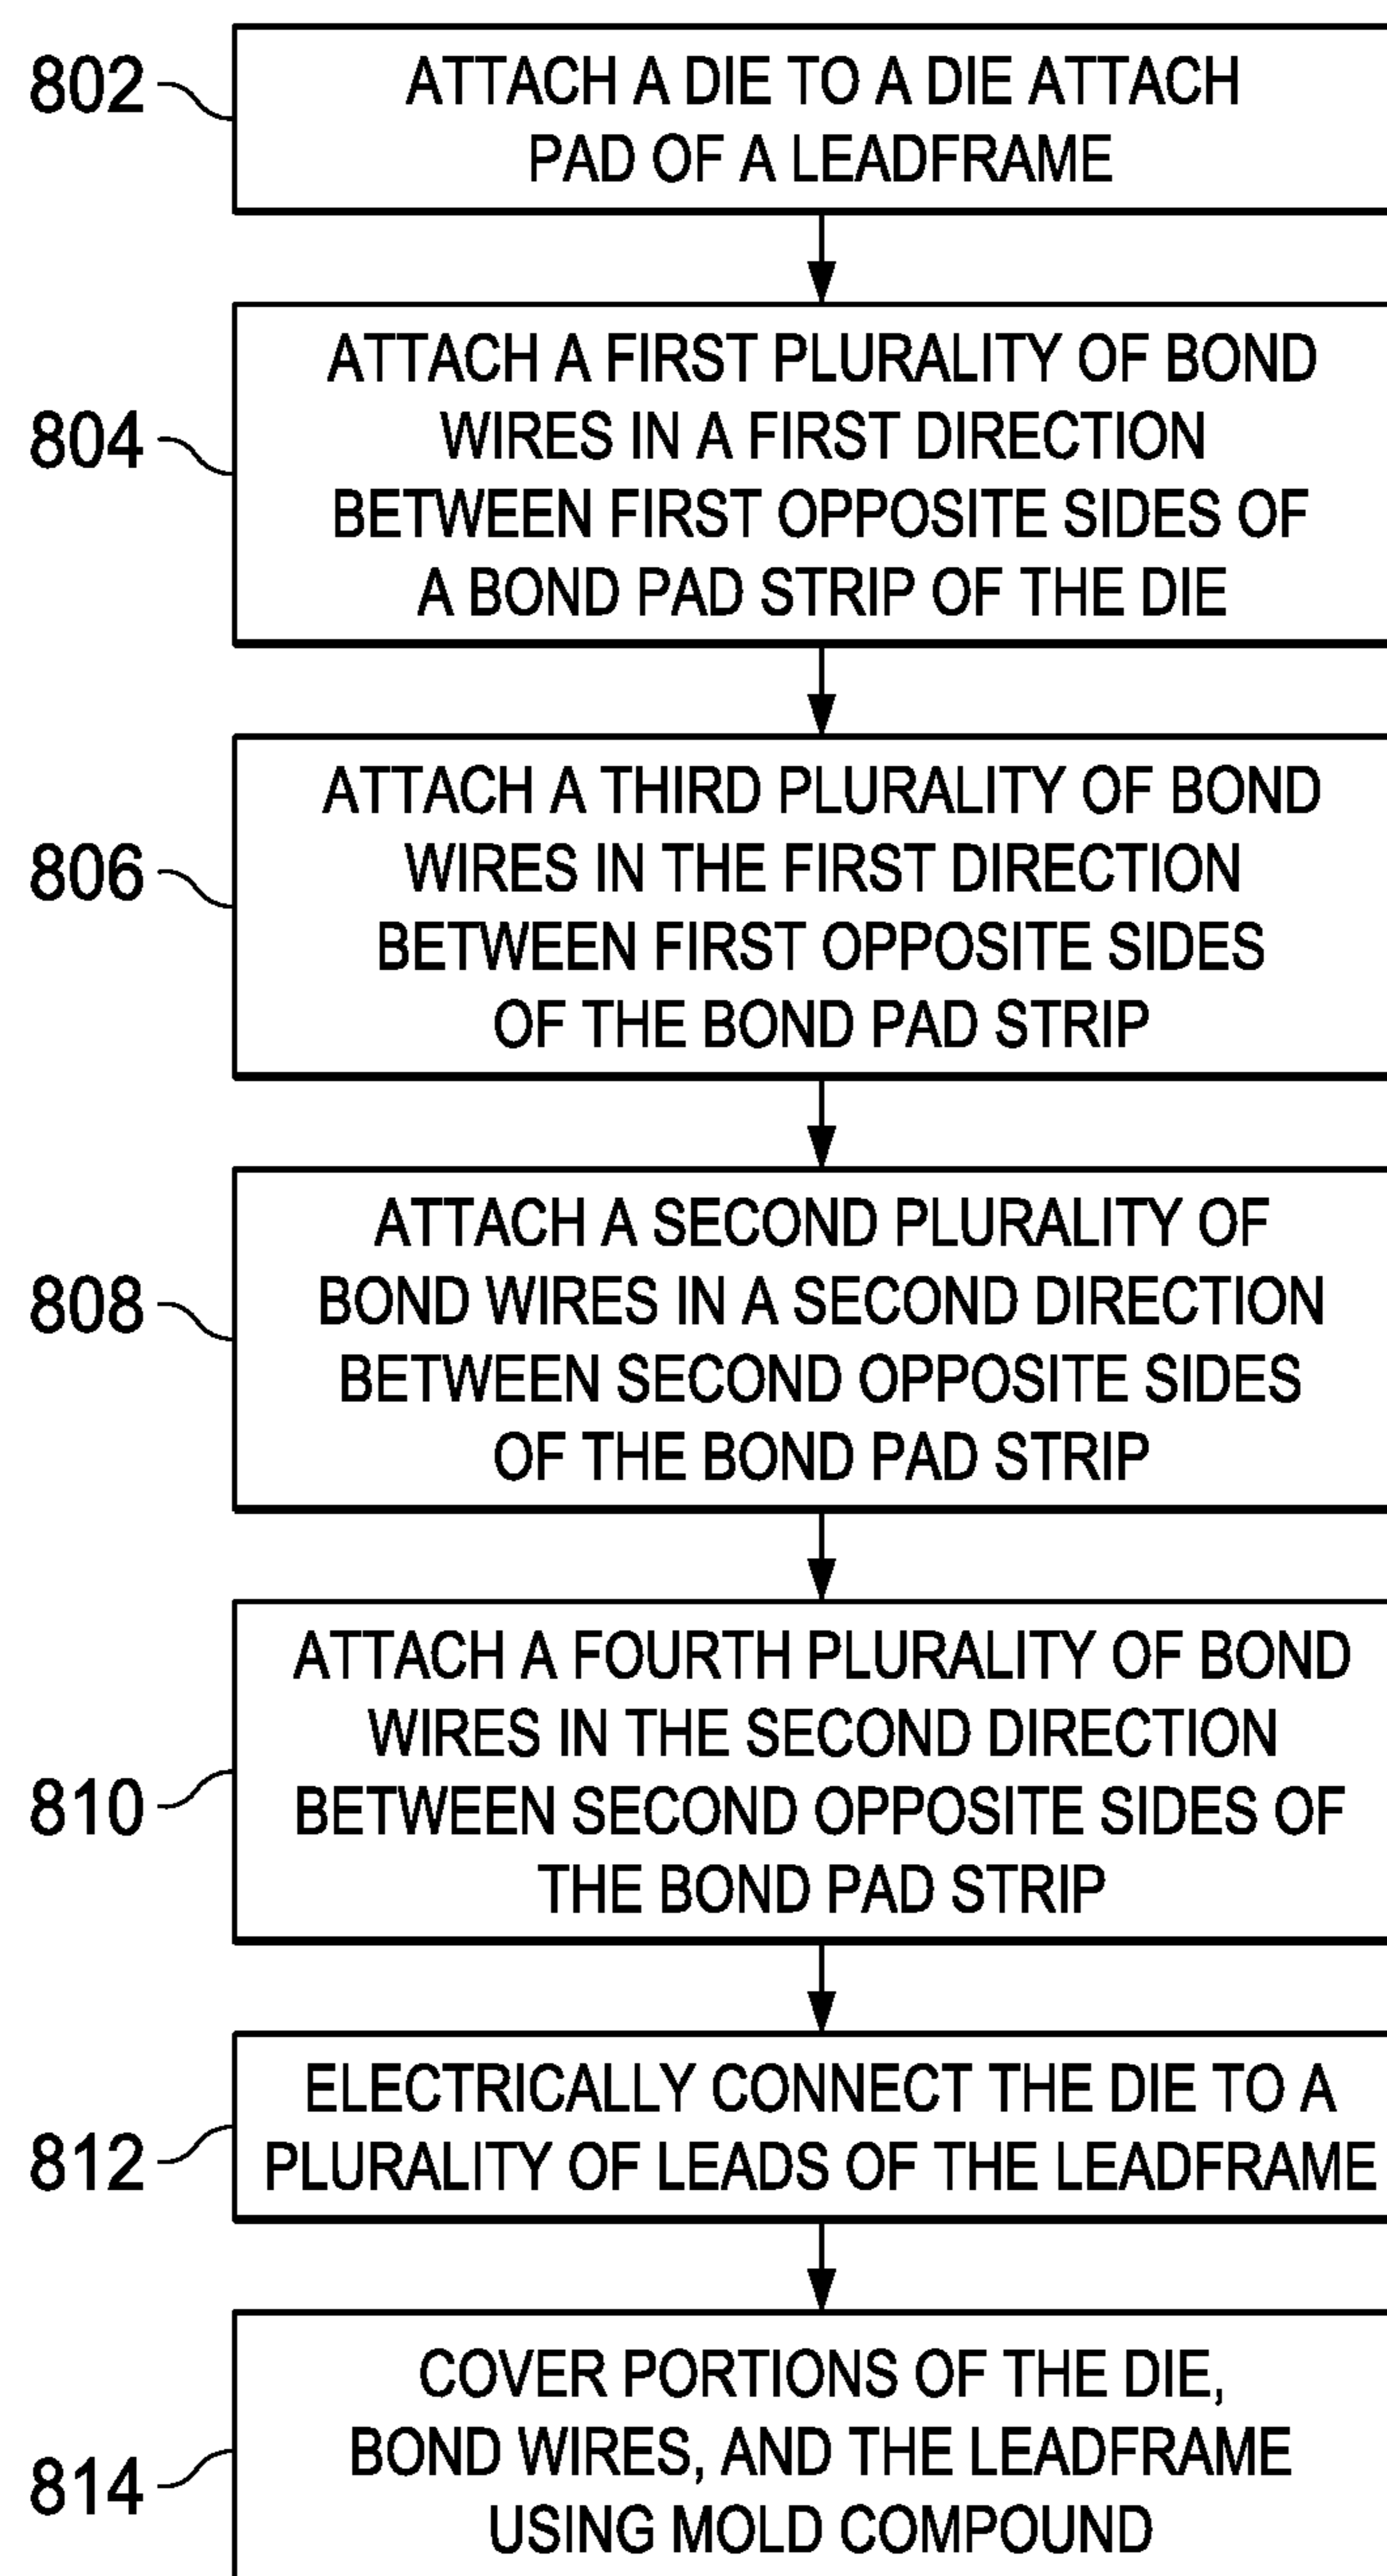 802
ATTACH A DIE TO A DIE ATTACH
PAD OF A LEADFRAME
804
ATTACH A FIRST PLURALITY OF BOND
WIRES IN A FIRST DIRECTION
BETWEEN FIRST OPPOSITE SIDES OF
A BOND PAD STRIP OF THE DIE
806
ATTACH A THIRD PLURALITY OF BOND
WIRES IN THE FIRST DIRECTION
BETWEEN FIRST OPPOSITE SIDES
OF THE BOND PAD STRIP
808
ATTACH A SECOND PLURALITY OF
BOND WIRES IN A SECOND DIRECTION
BETWEEN SECOND OPPOSITE SIDES
OF THE BOND PAD STRIP
810
ATTACH A FOURTH PLURALITY OF BOND
WIRES IN THE SECOND DIRECTION
BETWEEN SECOND OPPOSITE SIDES OF
THE BOND PAD STRIP
812
ELECTRICALLY CONNECT THE DIE TO A
PLURALITY OF LEADS OF THE LEADFRAME
814
COVER PORTIONS OF THE DIE,
BOND WIRES, AND THE LEADFRAME
USING MOLD COMPOUND